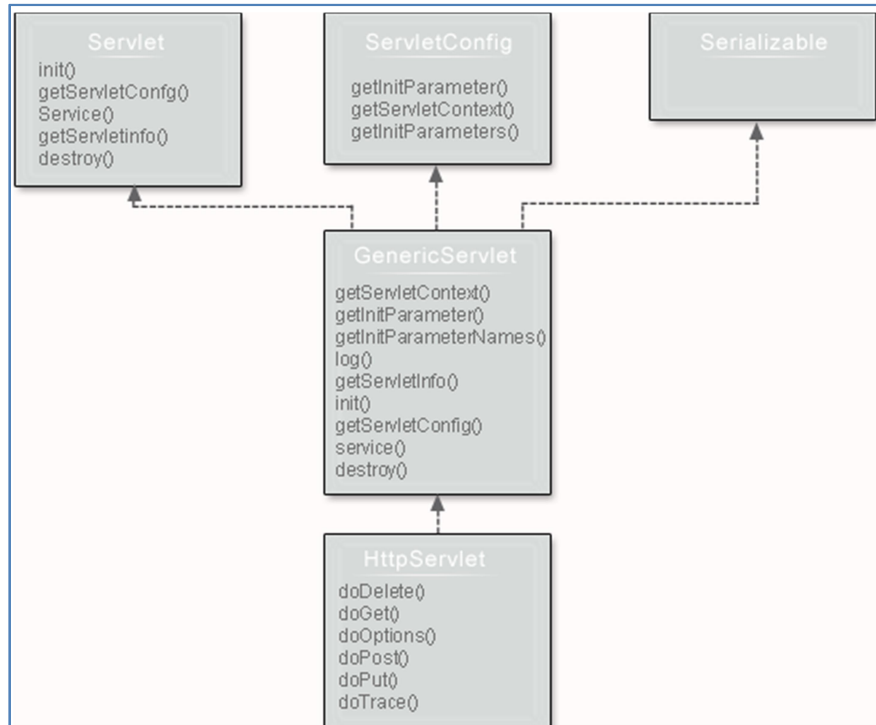 Servlet
init()
getServletConfg()
Service()
getServletinfo()
destroy()
ServletConfig
getInitParameter()
getServletContext()
getInitParameters()
Serializable
GenericServlet
getServletContext()
getInitParameter()
getInitParameterNames()
log()
getServletInfo()
init()
getServletConfig()
service()
destroy()
HttpServlet
doDelete()
doGet()
doOptions()
doPost()
doPut()
doTrace()